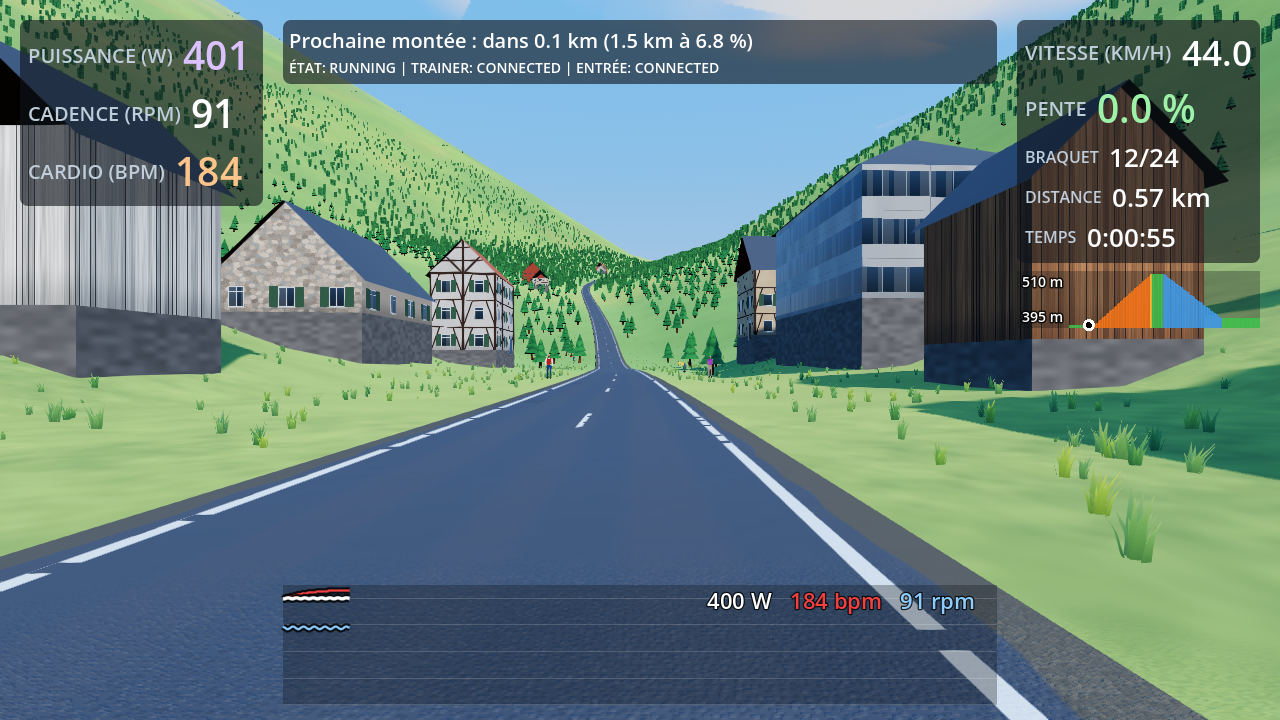 PUISSANCE (W) 401
CADENCE (RPM) 91
CARDIO (BPM) 184
Prochaine montée : dans 0.1 km (1.5 km à 6.8 %)
ÉTAT: RUNNING | TRAINER: CONNECTED | ENTRÉE: CONNECTED
VITESSE (KM/H) 44.0
PENTE 0.0 %
BRAQUET 12/24
DISTANCE 0.57 km
TEMPS 0:00:55
510 m
395 m
400 W 184 bpm 91 rpm